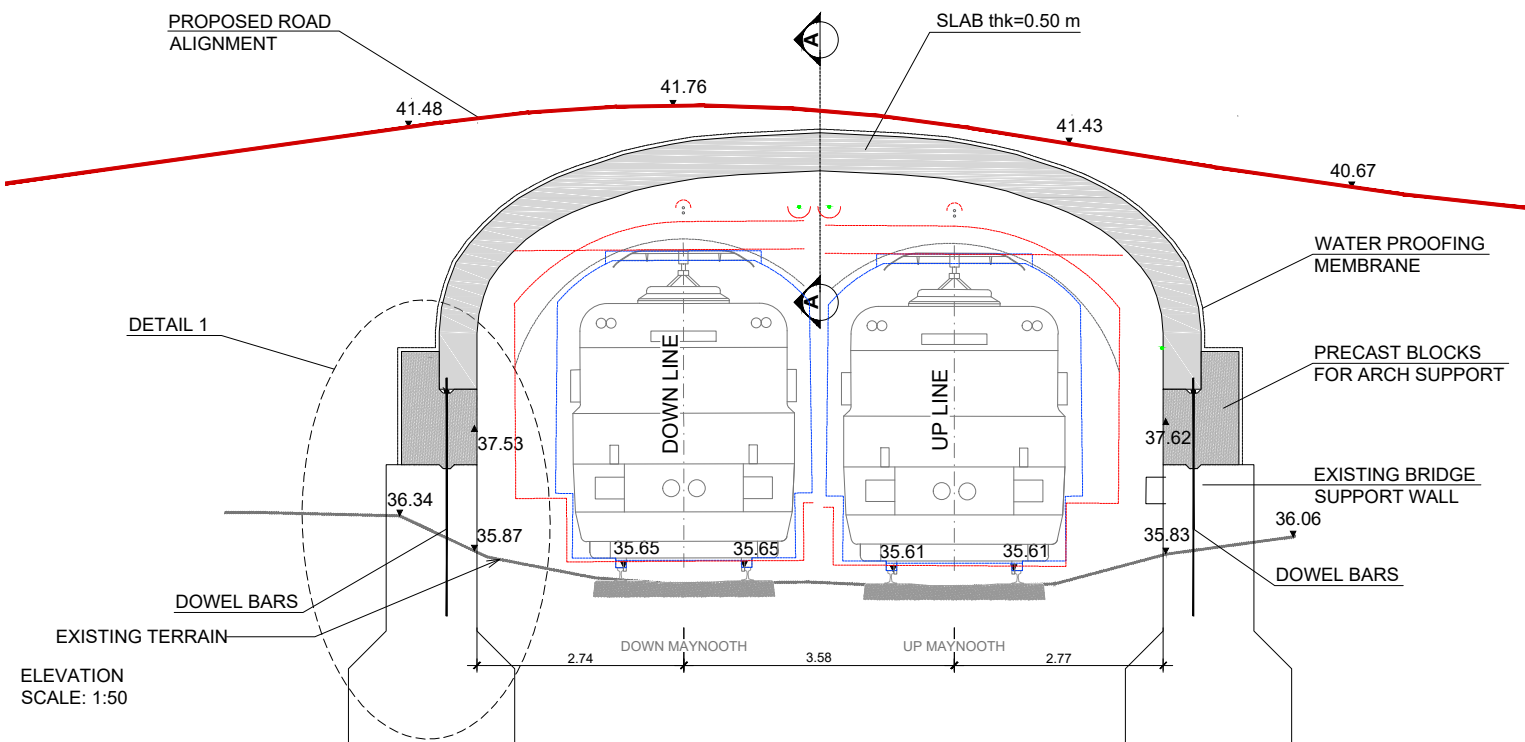 PROPOSED ROAD
ALIGNMENT
A
SLAB thk=0.50 m
41.48
41.76
41.43
40.67
WATER PROOFING
MEMBRANE
DETAIL 1
A
PRECAST BLOCKS
FOR ARCH SUPPORT
DOWN LINE
UP LINE
37.53
37.62
EXISTING BRIDGE
SUPPORT WALL
36.34
35.87
35.65
35.65
35.61
35.61
35.83
36.06
DOWEL BARS
DOWEL BARS
EXISTING TERRAIN
DOWN MAYNOOTH
UP MAYNOOTH
2.74
3.58
2.77
ELEVATION
SCALE: 1:50